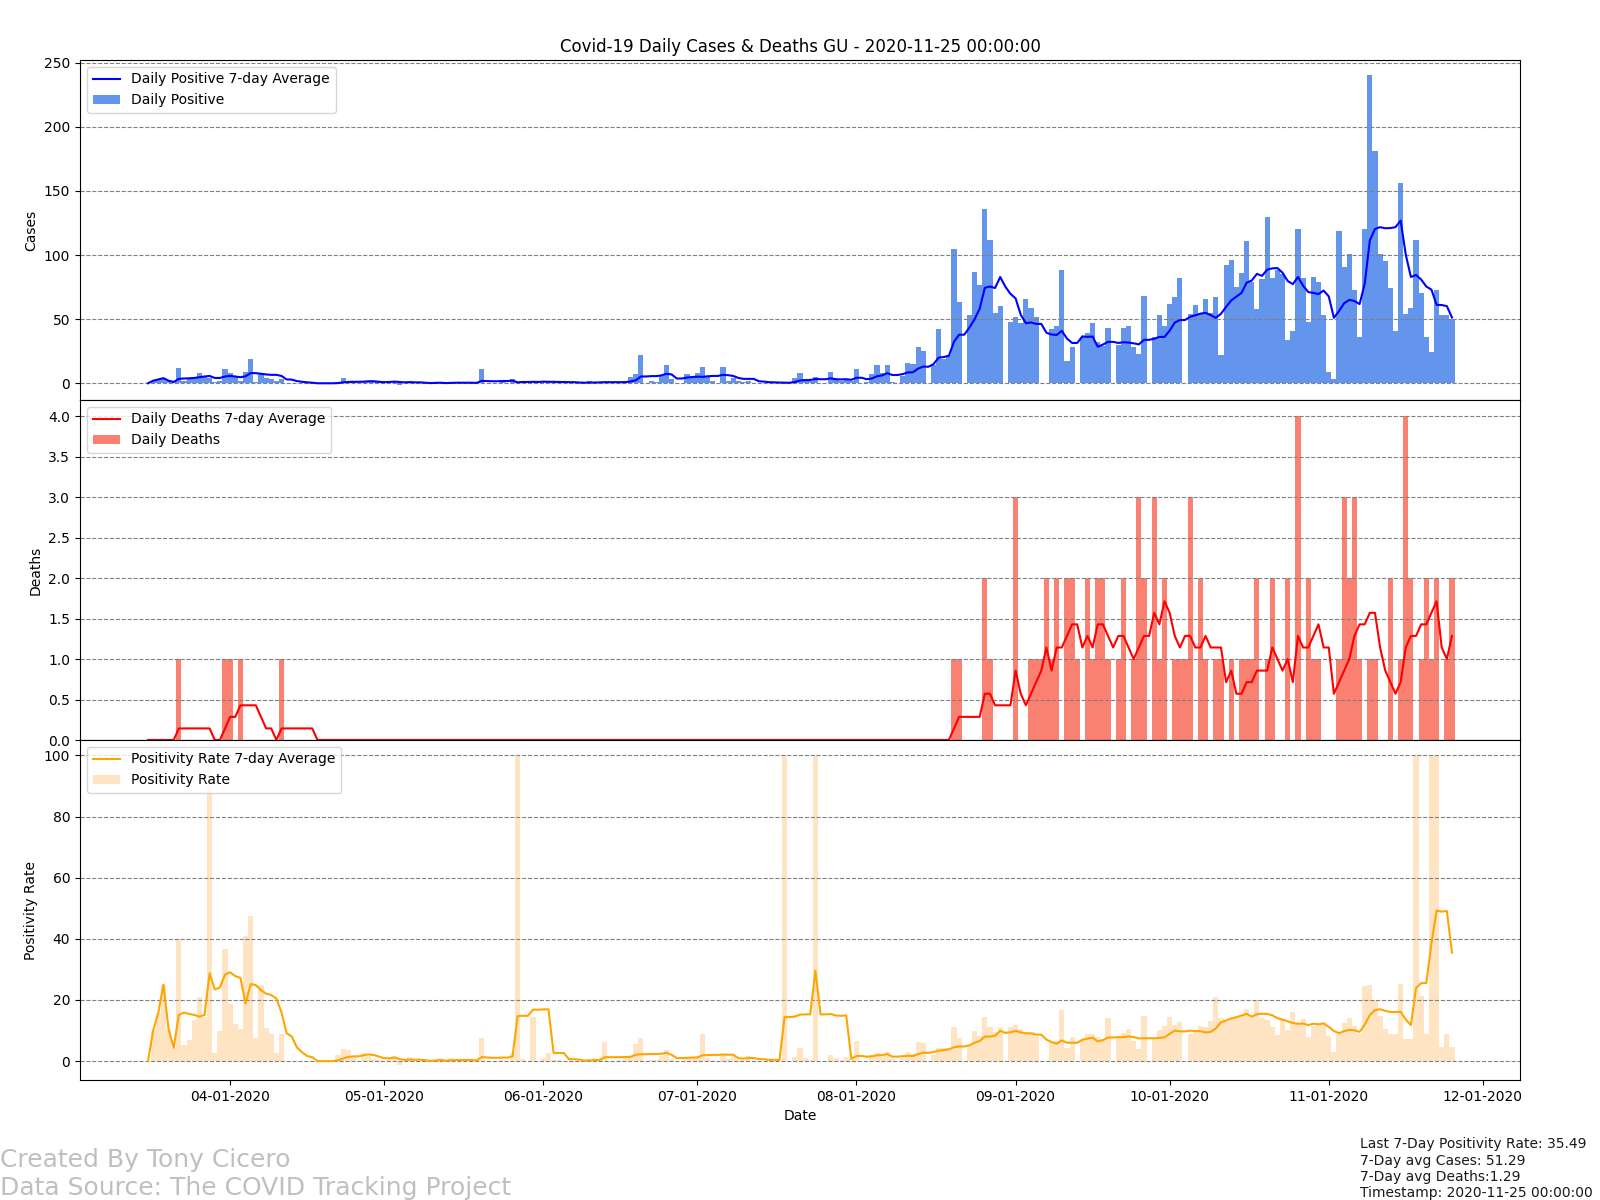 Covid-19 Daily Cases & Deaths GU - 2020-11-25 00:00:00
250
200
150
100
50
0
Cases
Daily Positive 7-day Average
Daily Positive
4.0
3.5
3.0
2.5
2.0
1.5
1.0
0.5
0.0
Deaths
Daily Deaths 7-day Average
Daily Deaths
100
80
60
40
20
0
Positivity Rate
Positivity Rate 7-day Average
Positivity Rate
04-01-2020 05-01-2020 06-01-2020 07-01-2020 08-01-2020 09-01-2020 10-01-2020 11-01-2020 12-01-2020
Date
Created By Tony Cicero
Data Source: The COVID Tracking Project
Last 7-Day Positivity Rate: 35.49
7-Day avg Cases: 51.29
7-Day avg Deaths:1.29
Timestamp: 2020-11-25 00:00:00